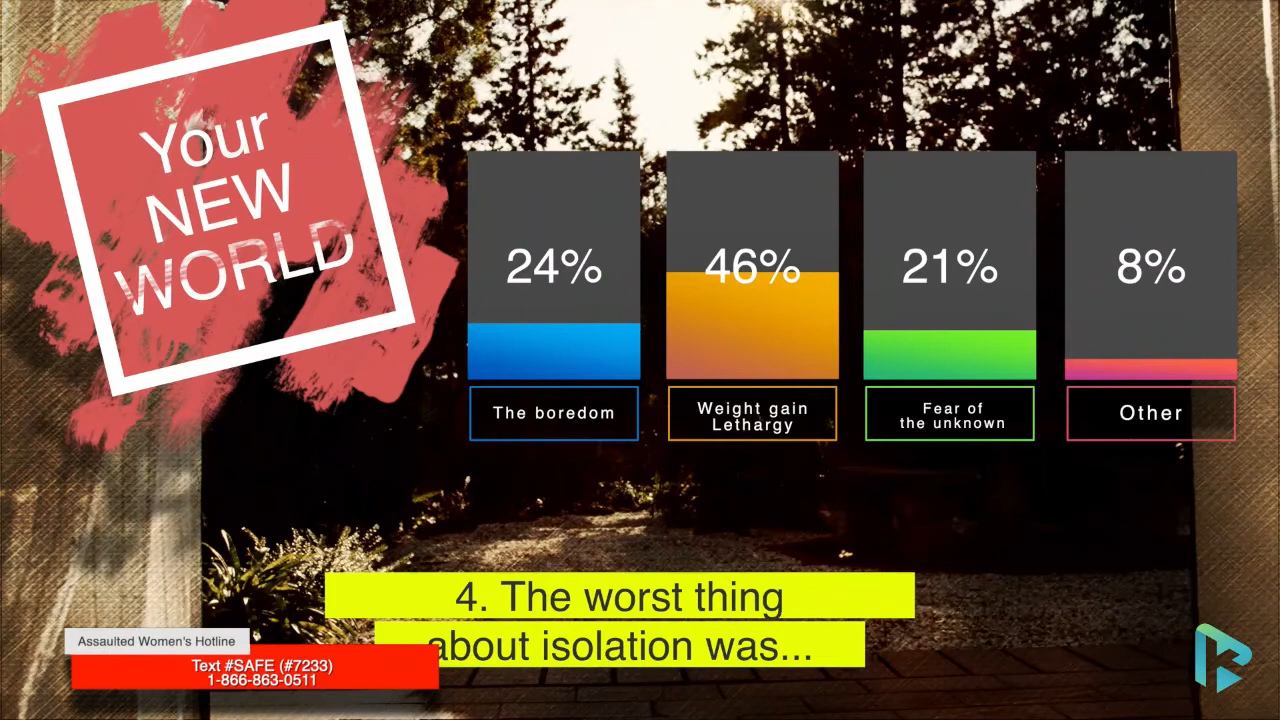 Your
NEW
WORLD
24%
46%
21%
8%
The boredom
Weight gain
Lethargy
Fear of
the unknown
Other
4. The worst thing
about isolation was...
Assaulted Women's Hotline
Text #SAFE (#7233)
1-866-863-0511